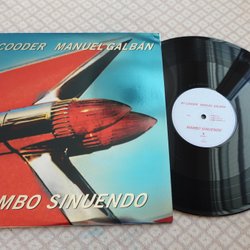 COODER MANUEL GALBÁN
MBO SINUENDO
RY COODER MANUEL GALBÁN
MAMBO SINUENDO